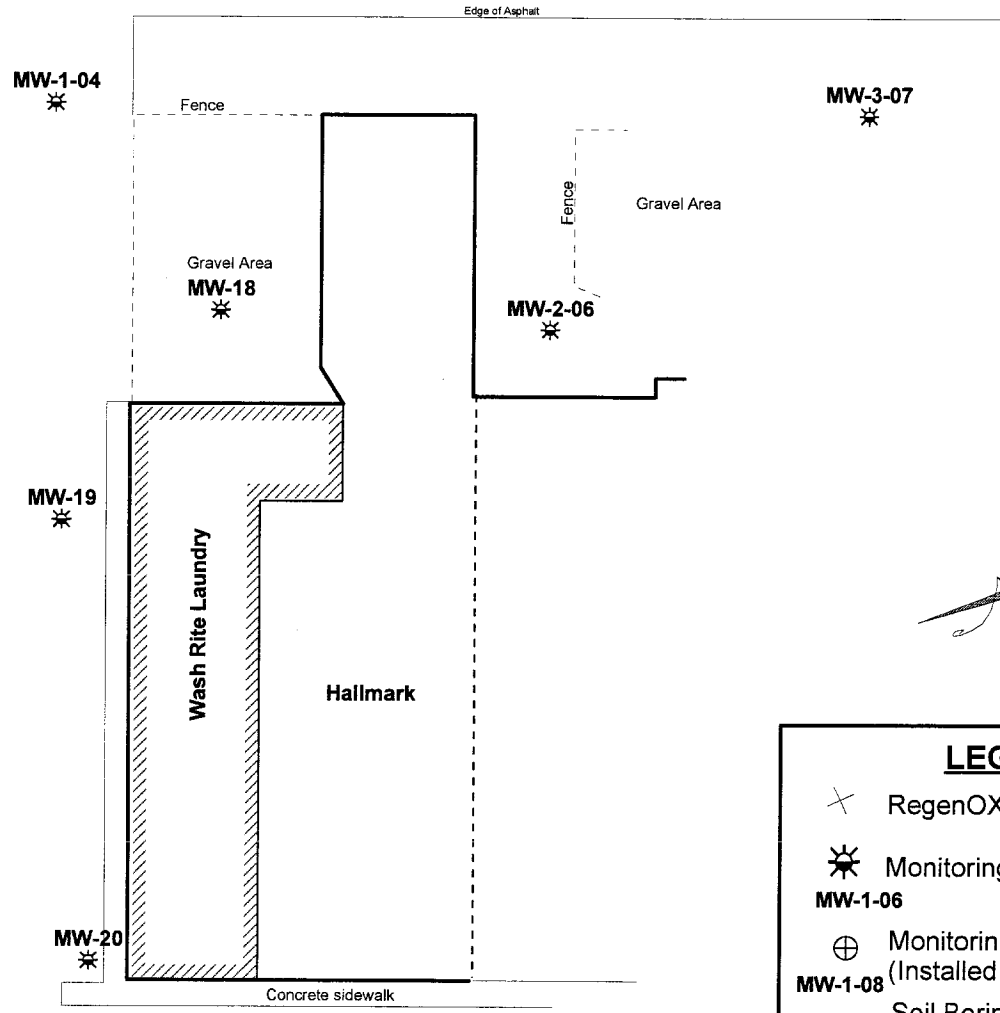 Edge of Asphalt
MW-1-04
MW-3-07
Fence
Fence
Gravel Area
Gravel Area
MW-18
MW-2-06
MW-19
Wash Rite Laundry
Hallmark
LEG
RegenOX
Monitoring
MW-1-06
Monitorin
(Installed
MW-1-08
Soil Borin
MW-20
Concrete sidewalk